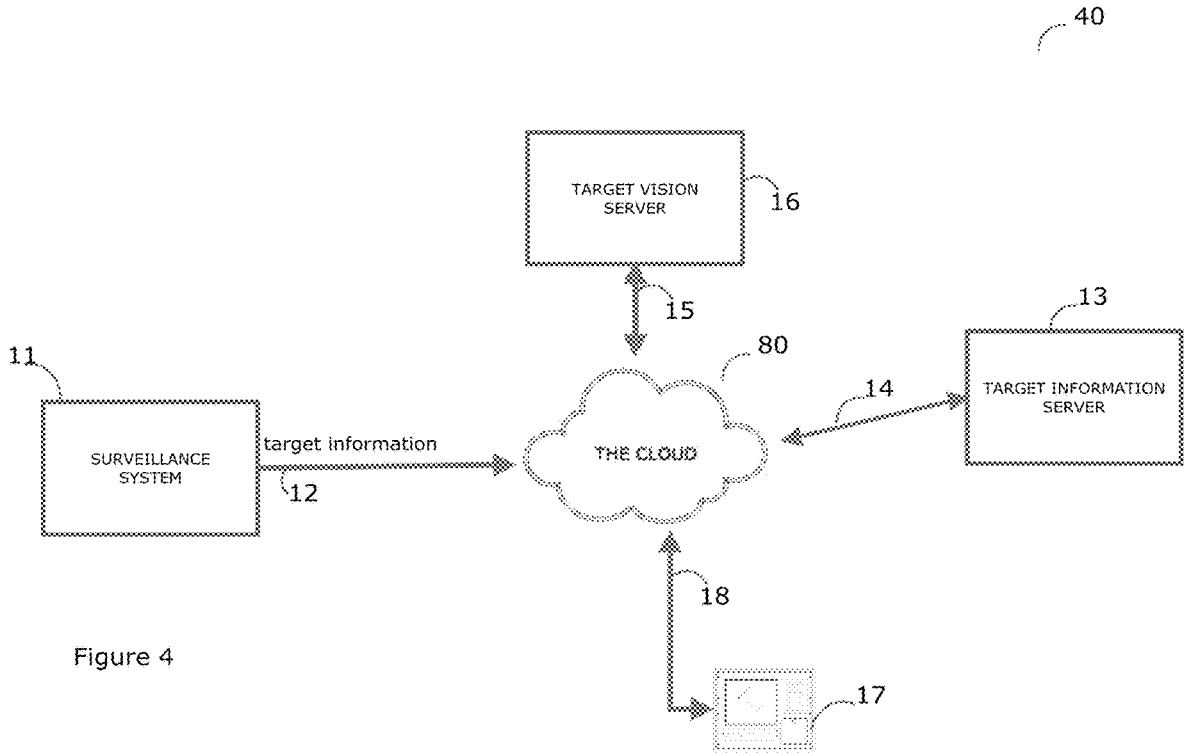 40
TARGET VISION
SERVER
16
15
13
TARGET INFORMATION
SERVER
14
80
THE CLOUD
11
SURVEILLANCE
SYSTEM
target information
12
18
17
Figure 4